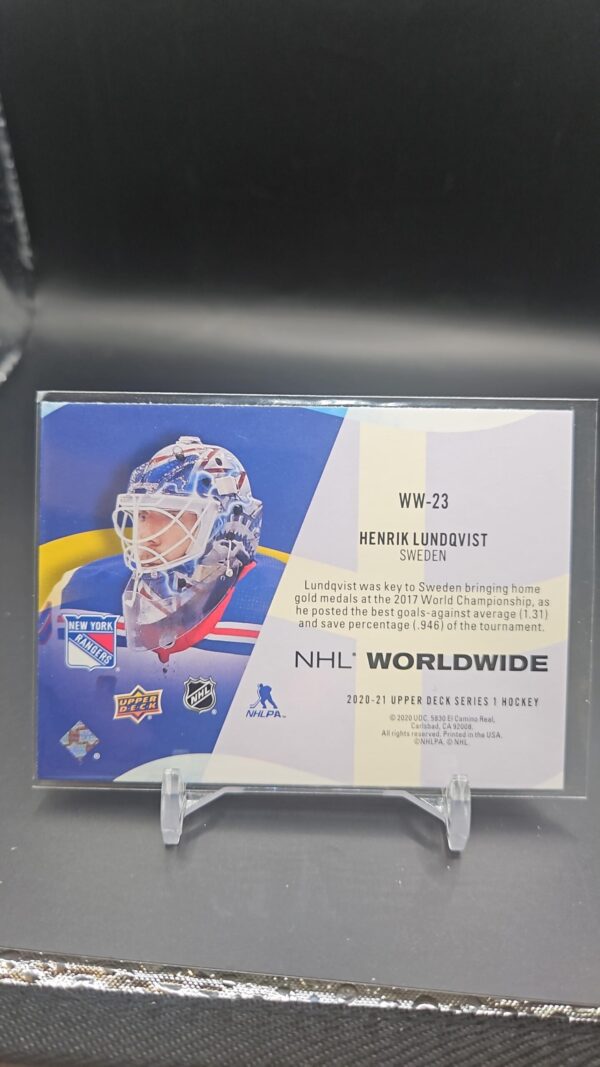 WW-23
HENRIK LUNDQVIST
SWEDEN
Lundqvist was key to Sweden bringing home
gold medals at the 2017 World Championship, as
he posted the best goals-against average (1.31)
and save percentage (.946) of the tournament.
NHL® WORLDWIDE
2020-21 UPPER DECK SERIES 1 HOCKEY
© 2020 UDC. 5830 El Camino Real,
Carlsbad, CA 92008.
All rights reserved. Printed in the USA.
©NHLPA. © NHL.
NEW YORK
RANGERS
UPPER
DECK
NHL
NHLPA™
®